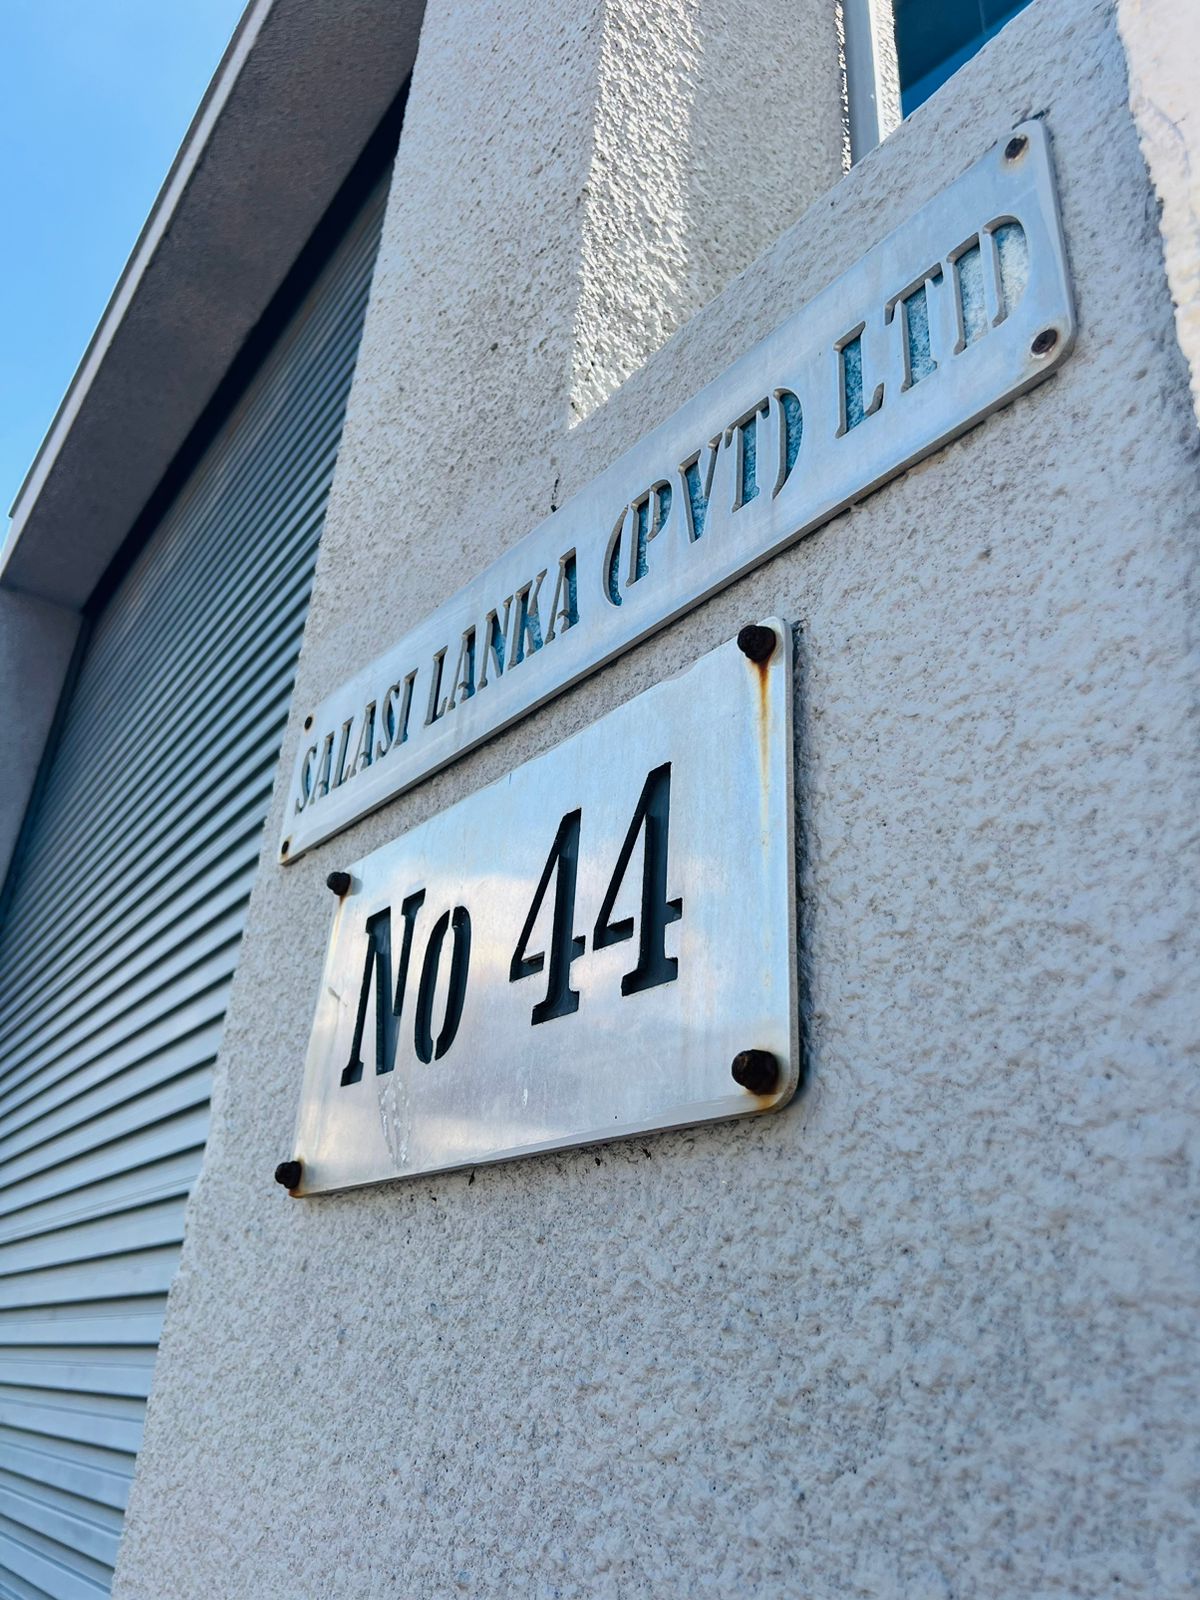 SALASI LANKA (PVT) LTD
No 44